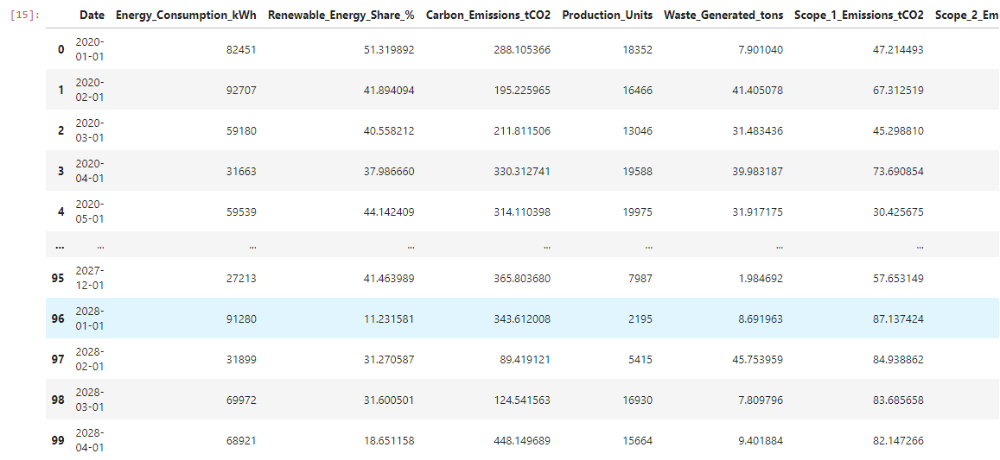 [15]: Date Energy_Consumption_kWh Renewable_Energy_Share_% Carbon_Emissions_tCO2 Production_Units Waste_Generated_tons Scope_1_Emissions_tCO2 Scope_2_Em
0 2020-01-01 82451 51.319892 288.105366 18352 7.901040 47.214493
1 2020-02-01 92707 41.894094 195.225965 16466 41.405078 67.312519
2 2020-03-01 59180 40.558212 211.811506 13046 31.483436 45.298810
3 2020-04-01 31663 37.986660 330.312741 19588 39.983187 73.690854
4 2020-05-01 59539 44.142409 314.110398 19975 31.917175 30.425675
... ... ... ... ... ... ... ...
95 2027-12-01 27213 41.463989 365.803680 7987 1.984692 57.653149
96 2028-01-01 91280 11.231581 343.612008 2195 8.691963 87.137424
97 2028-02-01 31899 31.270587 89.419121 5415 45.753959 84.938862
98 2028-03-01 69972 31.600501 124.541563 16930 7.809796 83.685658
99 2028-04-01 68921 18.651158 448.149689 15664 9.401884 82.147266